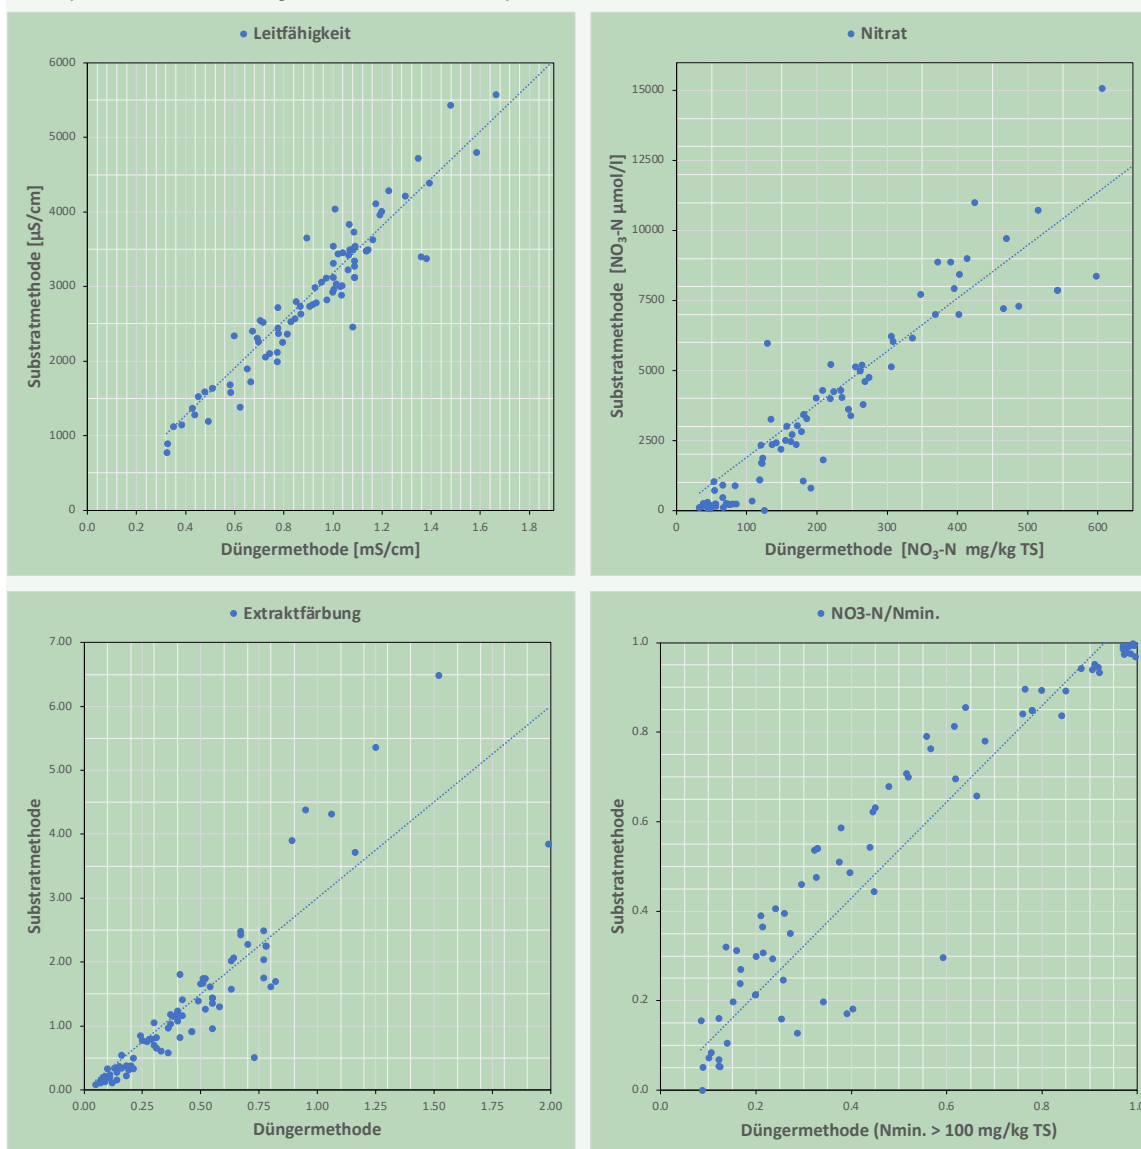 Leitfähigkeit
6000
5000
4000
3000
2000
1000
0
Substratmethode [µS/cm]
0.0 0.2 0.4 0.6 0.8 1.0 1.2 1.4 1.6 1.8
Düngermethode [mS/cm]
Nitrat
15000
12500
10000
7500
5000
2500
0
Substratmethode [NO3-N µmol/l]
0 100 200 300 400 500 600
Düngermethode [NO3-N mg/kg TS]
Extraktfärbung
7.00
6.00
5.00
4.00
3.00
2.00
1.00
0.00
Substratmethode
0.00 0.25 0.50 0.75 1.00 1.25 1.50 1.75 2.00
Düngermethode
NO3-N/Nmin.
1.0
0.8
0.6
0.4
0.2
0.0
Substratmethode
0.0 0.2 0.4 0.6 0.8 1.0
Düngermethode (Nmin. > 100 mg/kg TS)